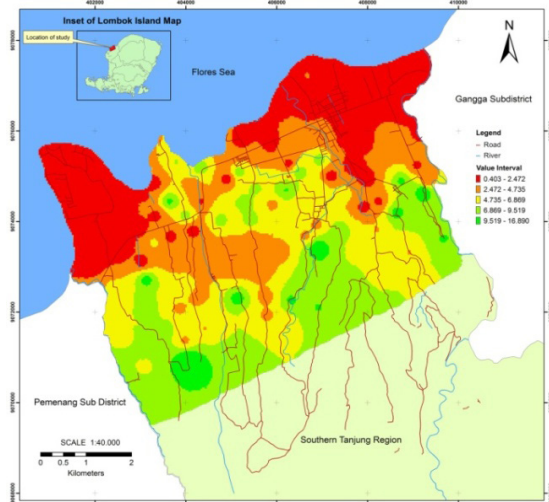 402000 404000 406000 408000 410000
Inset of Lombok Island Map
Location of study
Flores Sea
N
Gangga Subdistrict
Legend
Road
River
Value Interval
0.403 - 2.472
2.472 - 4.735
4.735 - 6.869
6.869 - 9.519
9.519 - 16.890
Pemenang Sub District
Southern Tanjung Region
SCALE 1:40.000
0 0.5 1 2
Kilometers